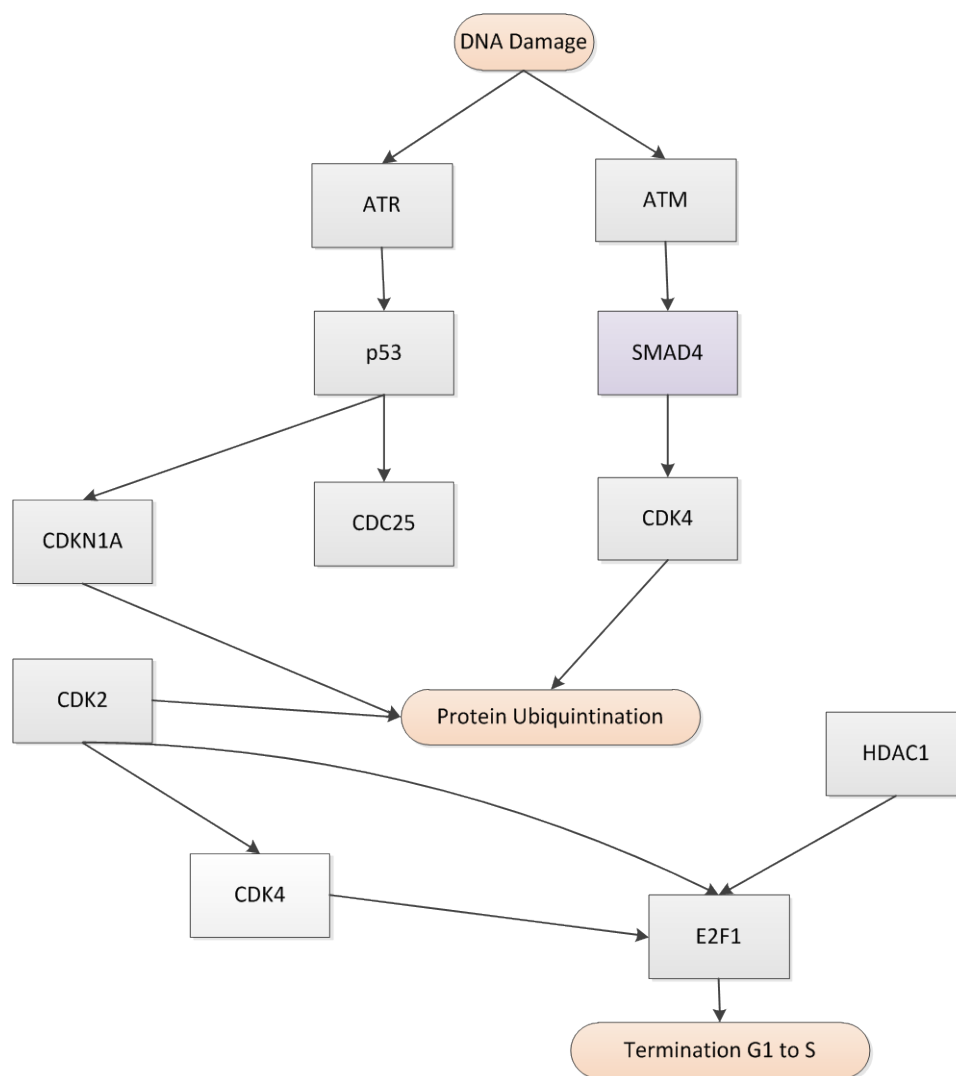 DNA Damage
ATR
ATM
p53
SMAD4
CDKN1A
CDC25
CDK4
CDK2
Protein Ubiquintination
HDAC1
CDK4
E2F1
Termination G1 to S